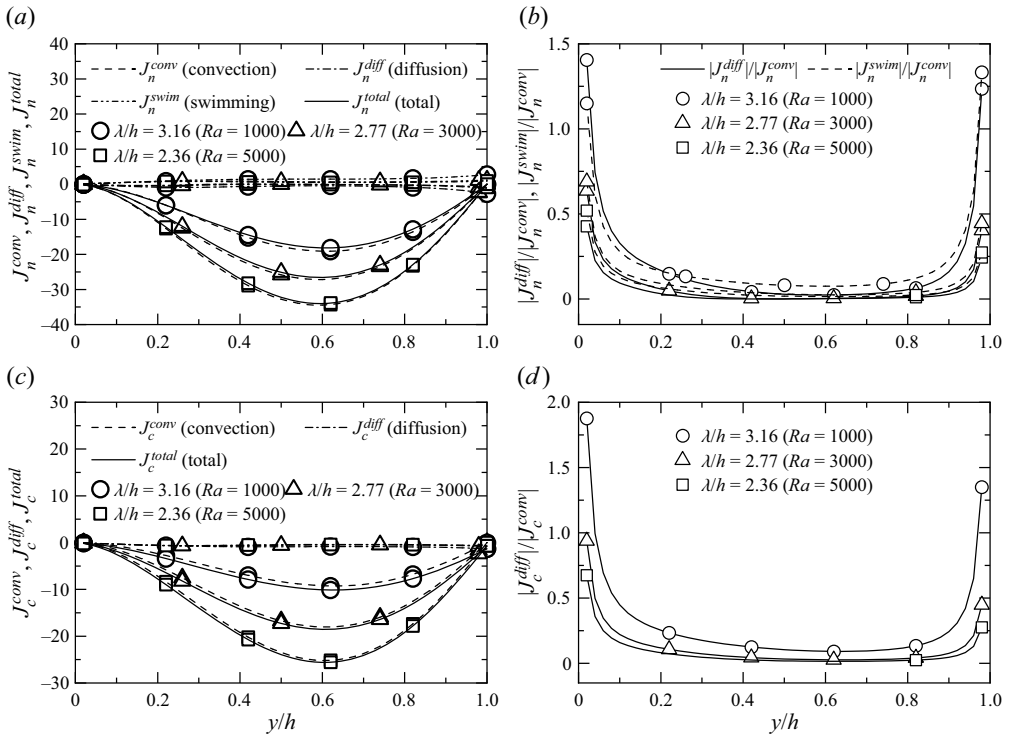 (a)
J_n^conv, J_n^diff, J_n^swim, J_n^total
40
30
20
10
0
−10
−20
−30
−40
J_n^conv (convection) J_n^diff (diffusion)
J_n^swim (swimming) J_n^total (total)
λ/h = 3.16 (Ra = 1000) λ/h = 2.77 (Ra = 3000)
λ/h = 2.36 (Ra = 5000)
0 0.2 0.4 0.6 0.8 1.0
(b)
|J_n^diff|/|J_n^conv|, |J_n^swim|/|J_n^conv|
1.5
1.0
0.5
0
|J_n^diff|/|J_n^conv| |J_n^swim|/|J_n^conv|
λ/h = 3.16 (Ra = 1000)
λ/h = 2.77 (Ra = 3000)
λ/h = 2.36 (Ra = 5000)
0 0.2 0.4 0.6 0.8 1.0
(c)
J_c^conv, J_c^diff, J_c^total
30
20
10
0
−10
−20
−30
J_c^conv (convection) J_c^diff (diffusion)
J_c^total (total)
λ/h = 3.16 (Ra = 1000) λ/h = 2.77 (Ra = 3000)
λ/h = 2.36 (Ra = 5000)
0 0.2 0.4 0.6 0.8 1.0
y/h
(d)
|J_c^diff|/|J_c^conv|
2.0
1.5
1.0
0.5
0
λ/h = 3.16 (Ra = 1000)
λ/h = 2.77 (Ra = 3000)
λ/h = 2.36 (Ra = 5000)
0 0.2 0.4 0.6 0.8 1.0
y/h